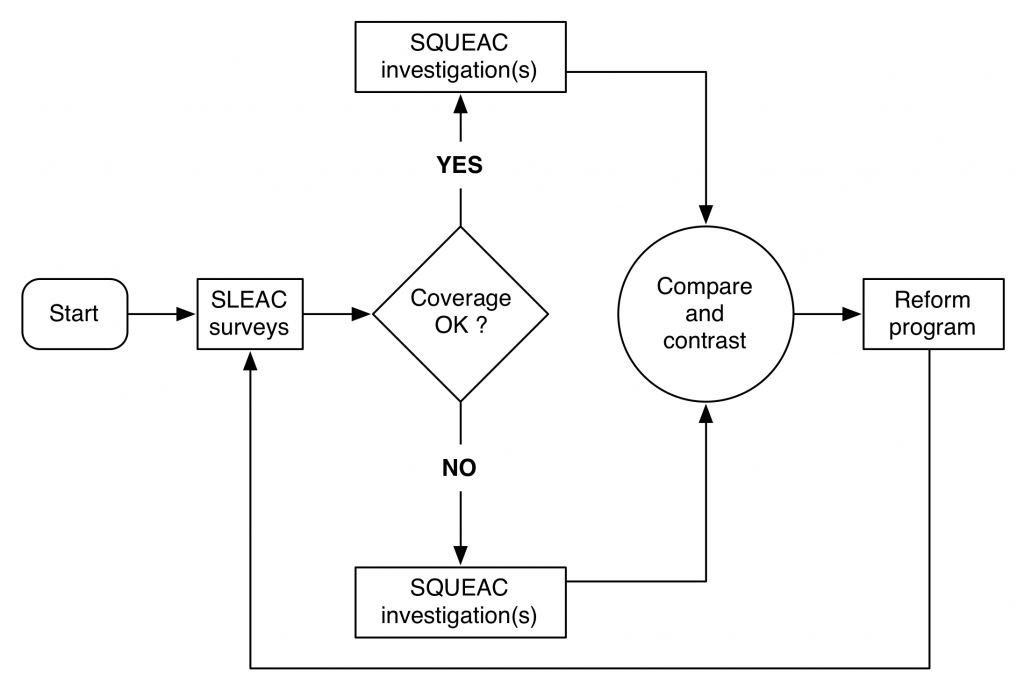 SQUEAC
investigation(s)
YES
Start
SLEAC
surveys
Coverage
OK ?
Compare
and
contrast
Reform
program
NO
SQUEAC
investigation(s)